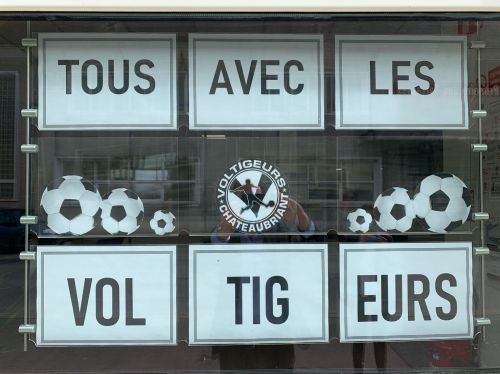 TOUS AVEC LES
VOLTIGEURS
CHATEAUBRIANT
VOL TIG EURS